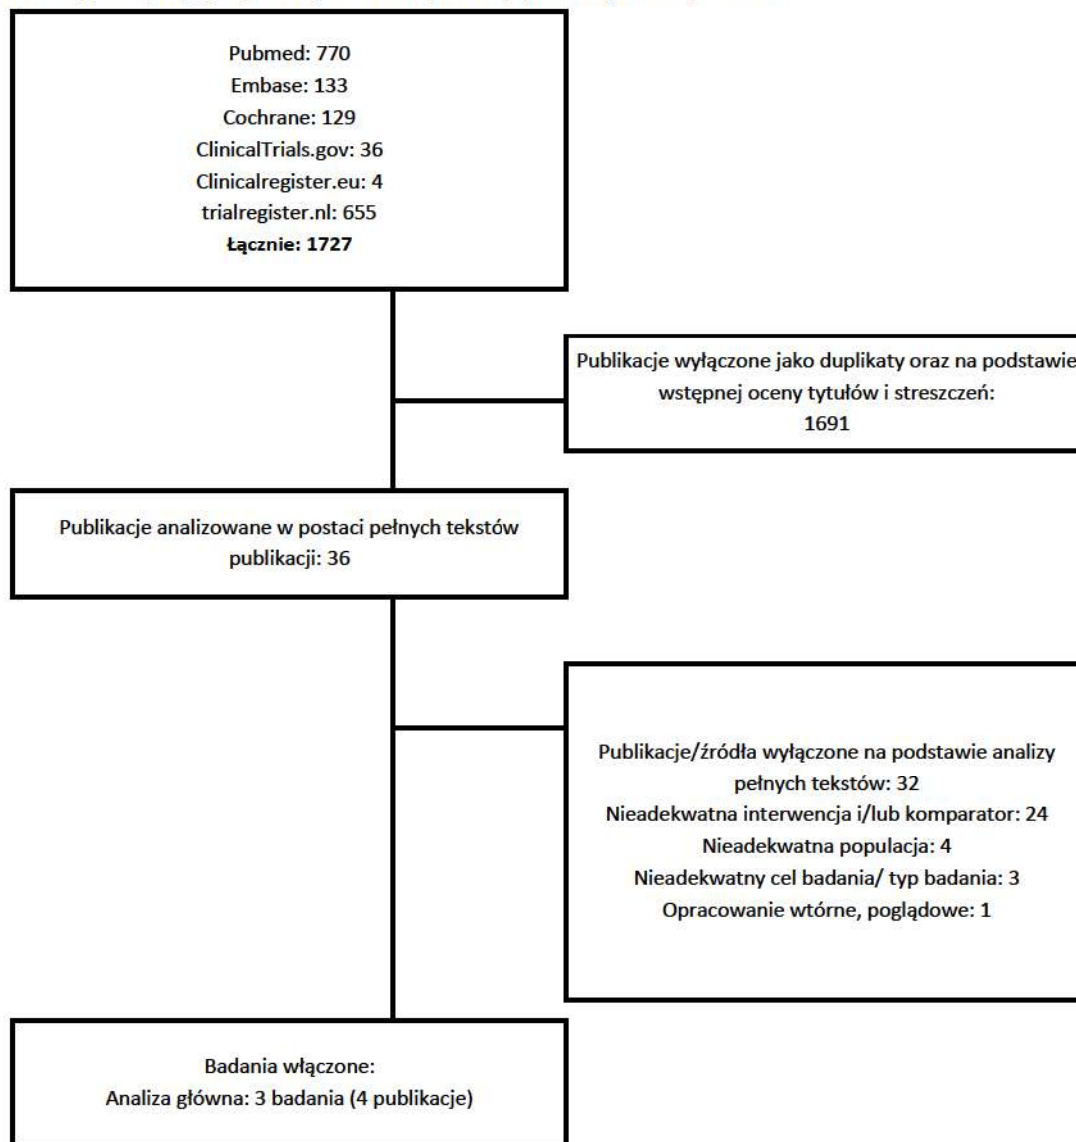 Pubmed: 770
Embase: 133
Cochrane: 129
ClinicalTrials.gov: 36
Clinicalregister.eu: 4
trialregister.nl: 655
Łącznie: 1727
Publikacje wyłączone jako duplikaty oraz na podstawie
wstępnej oceny tytułów i streszczeń:
1691
Publikacje analizowane w postaci pełnych tekstów
publikacji: 36
Publikacje/źródła wyłączone na podstawie analizy
pełnych tekstów: 32
Nieadekwatna interwencja i/lub komparator: 24
Nieadekwatna populacja: 4
Nieadekwatny cel badania/ typ badania: 3
Opracowanie wtórne, poglądowe: 1
Badania włączone:
Analiza główna: 3 badania (4 publikacje)